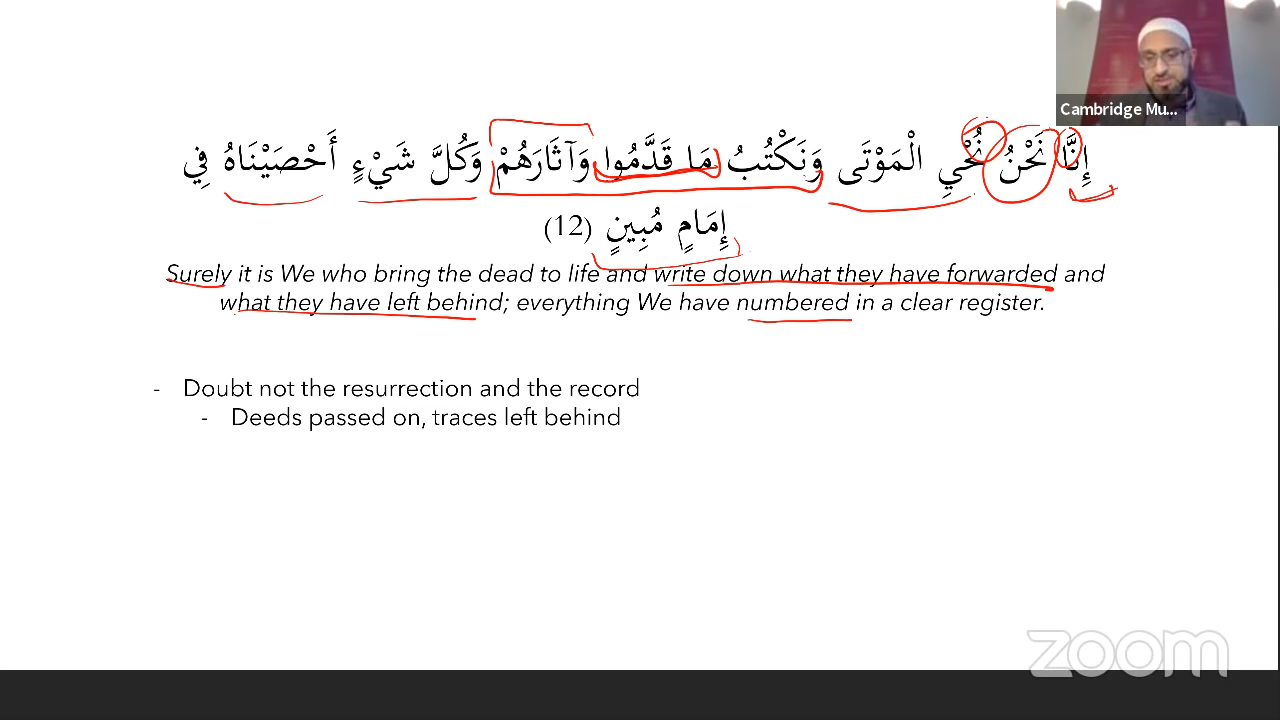 Cambridge Mu...
إِنَّا نَحْنُ نُحْيِ الْمَوْتَى وَنَكْتُبُ مَا قَدَّمُوا وَآثَارَهُمْ وَكُلَّ شَيْءٍ أَحْصَيْنَاهُ فِي
إِمَامٍ مُبِينٍ (12)
Surely it is We who bring the dead to life and write down what they have forwarded and
what they have left behind; everything We have numbered in a clear register.
- Doubt not the resurrection and the record
- Deeds passed on, traces left behind
zoom